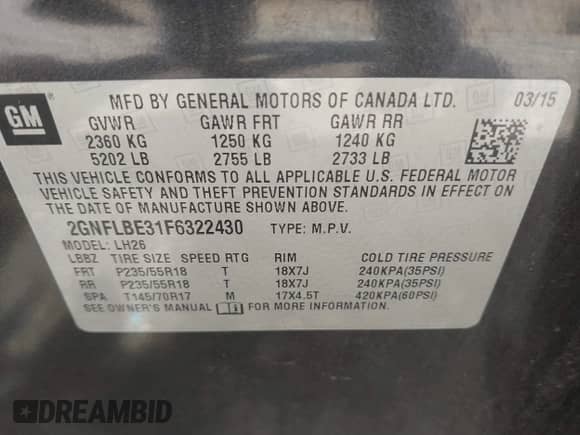 GM
MFD BY GENERAL MOTORS OF CANADA LTD. 03/15
GVWR GAWR FRT GAWR RR
2360 KG 1250 KG 1240 KG
5202 LB 2755 LB 2733 LB
THIS VEHICLE CONFORMS TO ALL APPLICABLE U.S. FEDERAL MOTOR
VEHICLE SAFETY AND THEFT PREVENTION STANDARDS IN EFFECT ON
THE DATE OF MANUFACTURE SHOWN ABOVE.
2GNFLBE31F6322430 TYPE: M.P.V.
MODEL: LH26
LBBZ TIRE SIZE SPEED RTG RIM COLD TIRE PRESSURE
FRT P235/55R18 T 18X7J 240KPA(35PSI)
RR P235/55R18 T 18X7J 240KPA(35PSI)
SPA T145/70R17 M 17X4.5T 420KPA(60PSI)
SEE OWNER'S MANUAL FOR MORE INFORMATION.
DREAMBID